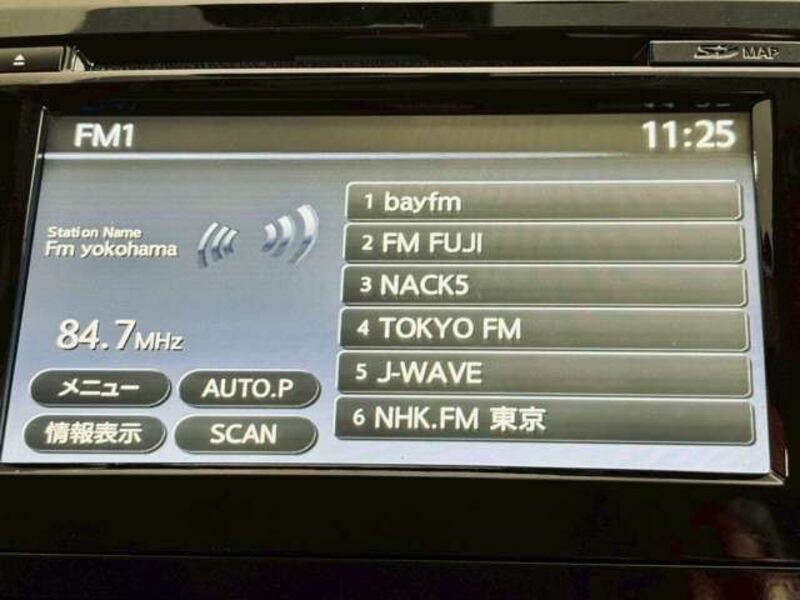 SD MAP
FM1
11:25
Station Name
Fm yokohama
84.7MHz
メニュー
AUTO.P
情報表示
SCAN
1 bayfm
2 FM FUJI
3 NACK5
4 TOKYO FM
5 J-WAVE
6 NHK.FM 東京